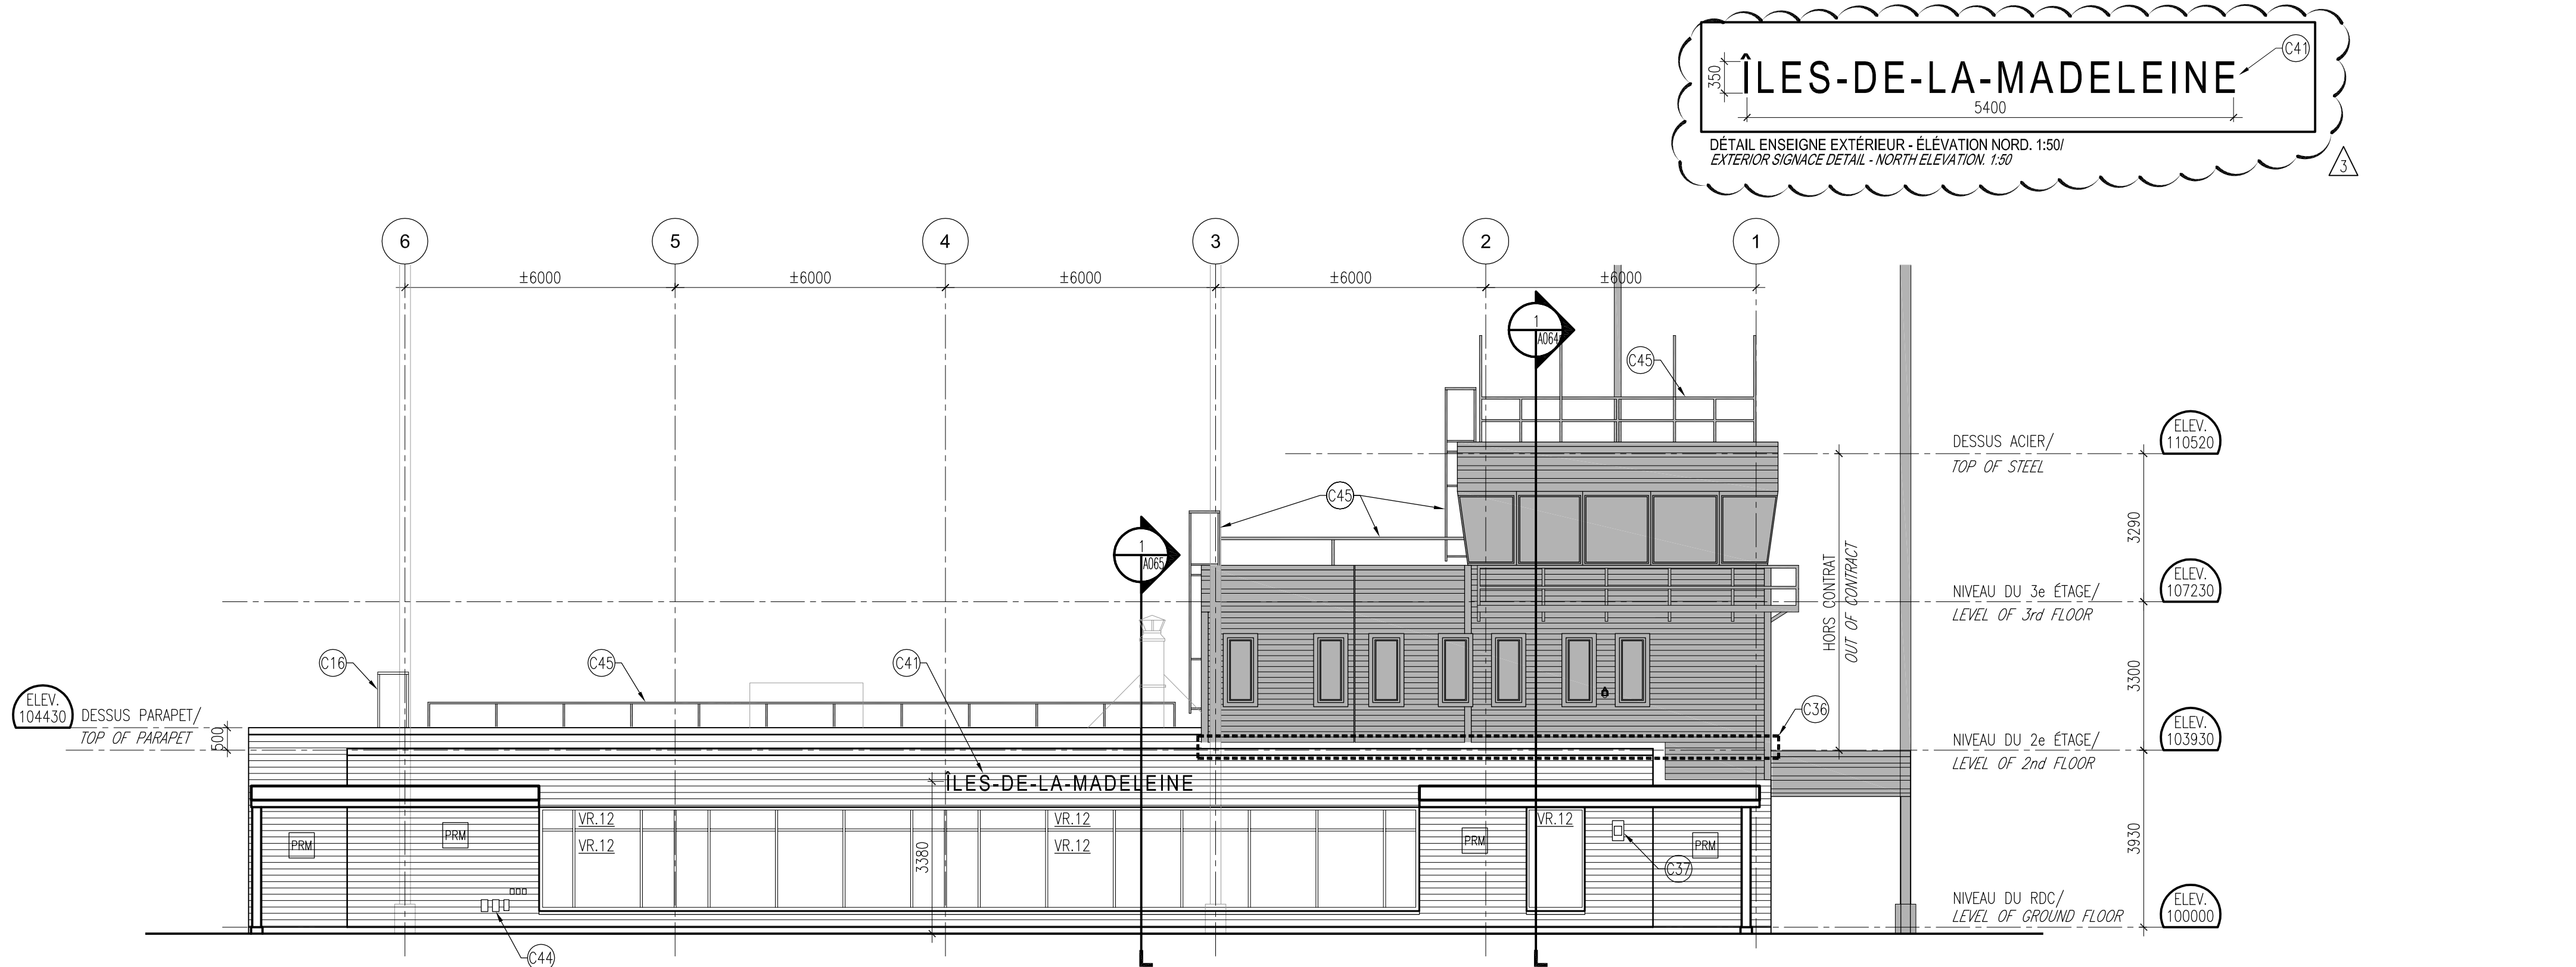 C41
350
ÎLES-DE-LA-MADELEINE
5400
DÉTAIL ENSEIGNE EXTÉRIEUR - ÉLÉVATION NORD. 1:50/
EXTERIOR SIGNACE DETAIL - NORTH ELEVATION. 1:50
3
6 5 4 3 2 1
±6000 ±6000 ±6000 ±6000 ±6000
1
A064
C45
ELEV.
110520
DESSUS ACIER/
TOP OF STEEL
C45
1
A065
3290
HORS CONTRAT
OUT OF CONTRACT
ELEV.
107230
NIVEAU DU 3e ÉTAGE/
LEVEL OF 3rd FLOOR
3300
C16
C45
C41
C36
ELEV.
104430
DESSUS PARAPET/
TOP OF PARAPET
500
ELEV.
103930
NIVEAU DU 2e ÉTAGE/
LEVEL OF 2nd FLOOR
ÎLES-DE-LA-MADELEINE
VR.12 VR.12 VR.12
VR.12 VR.12
PRM PRM PRM PRM
3380
C37
3930
C44
NIVEAU DU RDC/
LEVEL OF GROUND FLOOR
ELEV.
100000
L L